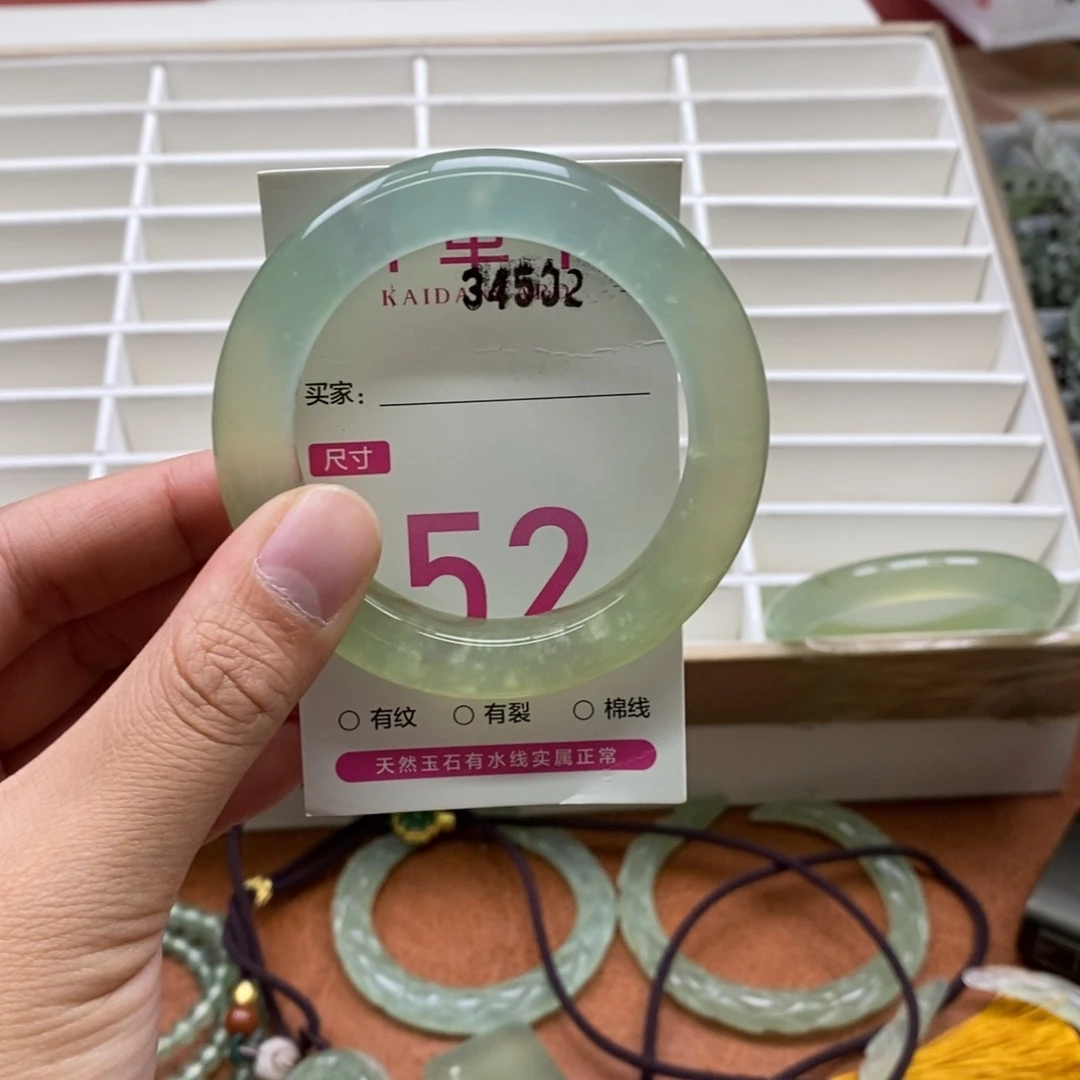 34502
买家：
尺寸
52
有纹 有裂 棉线
天然玉石有水线实属正常